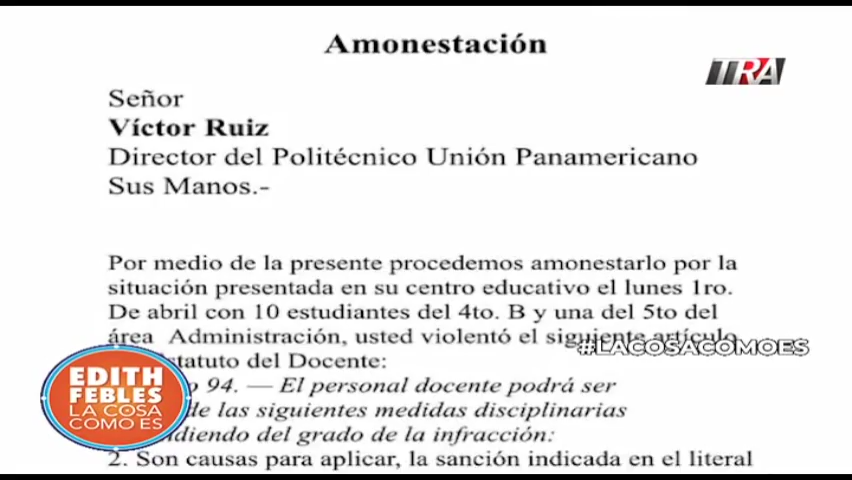 Amonestación
TRA
Señor
Víctor Ruiz
Director del Politécnico Unión Panamericano
Sus Manos.-
Por medio de la presente procedemos amonestarlo por la
situación presentada en su centro educativo el lunes 1ro.
De abril con 10 estudiantes del 4to. B y una del 5to del
área Administración, usted violentó el siguiente artículo
#LACOSACOMOES
Estatuto del Docente:
94. — El personal docente podrá ser
de las siguientes medidas disciplinarias
del grado de la infracción:
2. Son causas para aplicar, la sanción indicada en el literal
EDITH
FEBLES
LA COSA
COMO ES